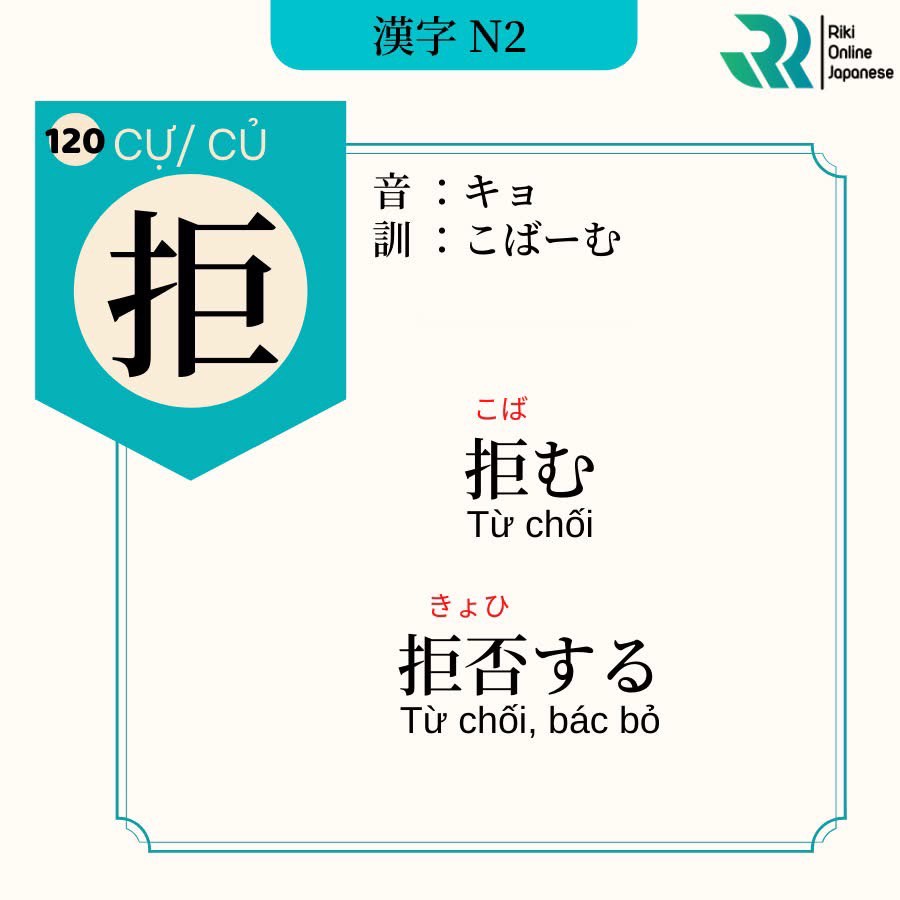 漢字 N2
Riki
Online
Japanese
120 CỰ/ CỦ
拒
音 ：キョ
訓 ：こばーむ
こば
拒む
Từ chối
きょひ
拒否する
Từ chối, bác bỏ